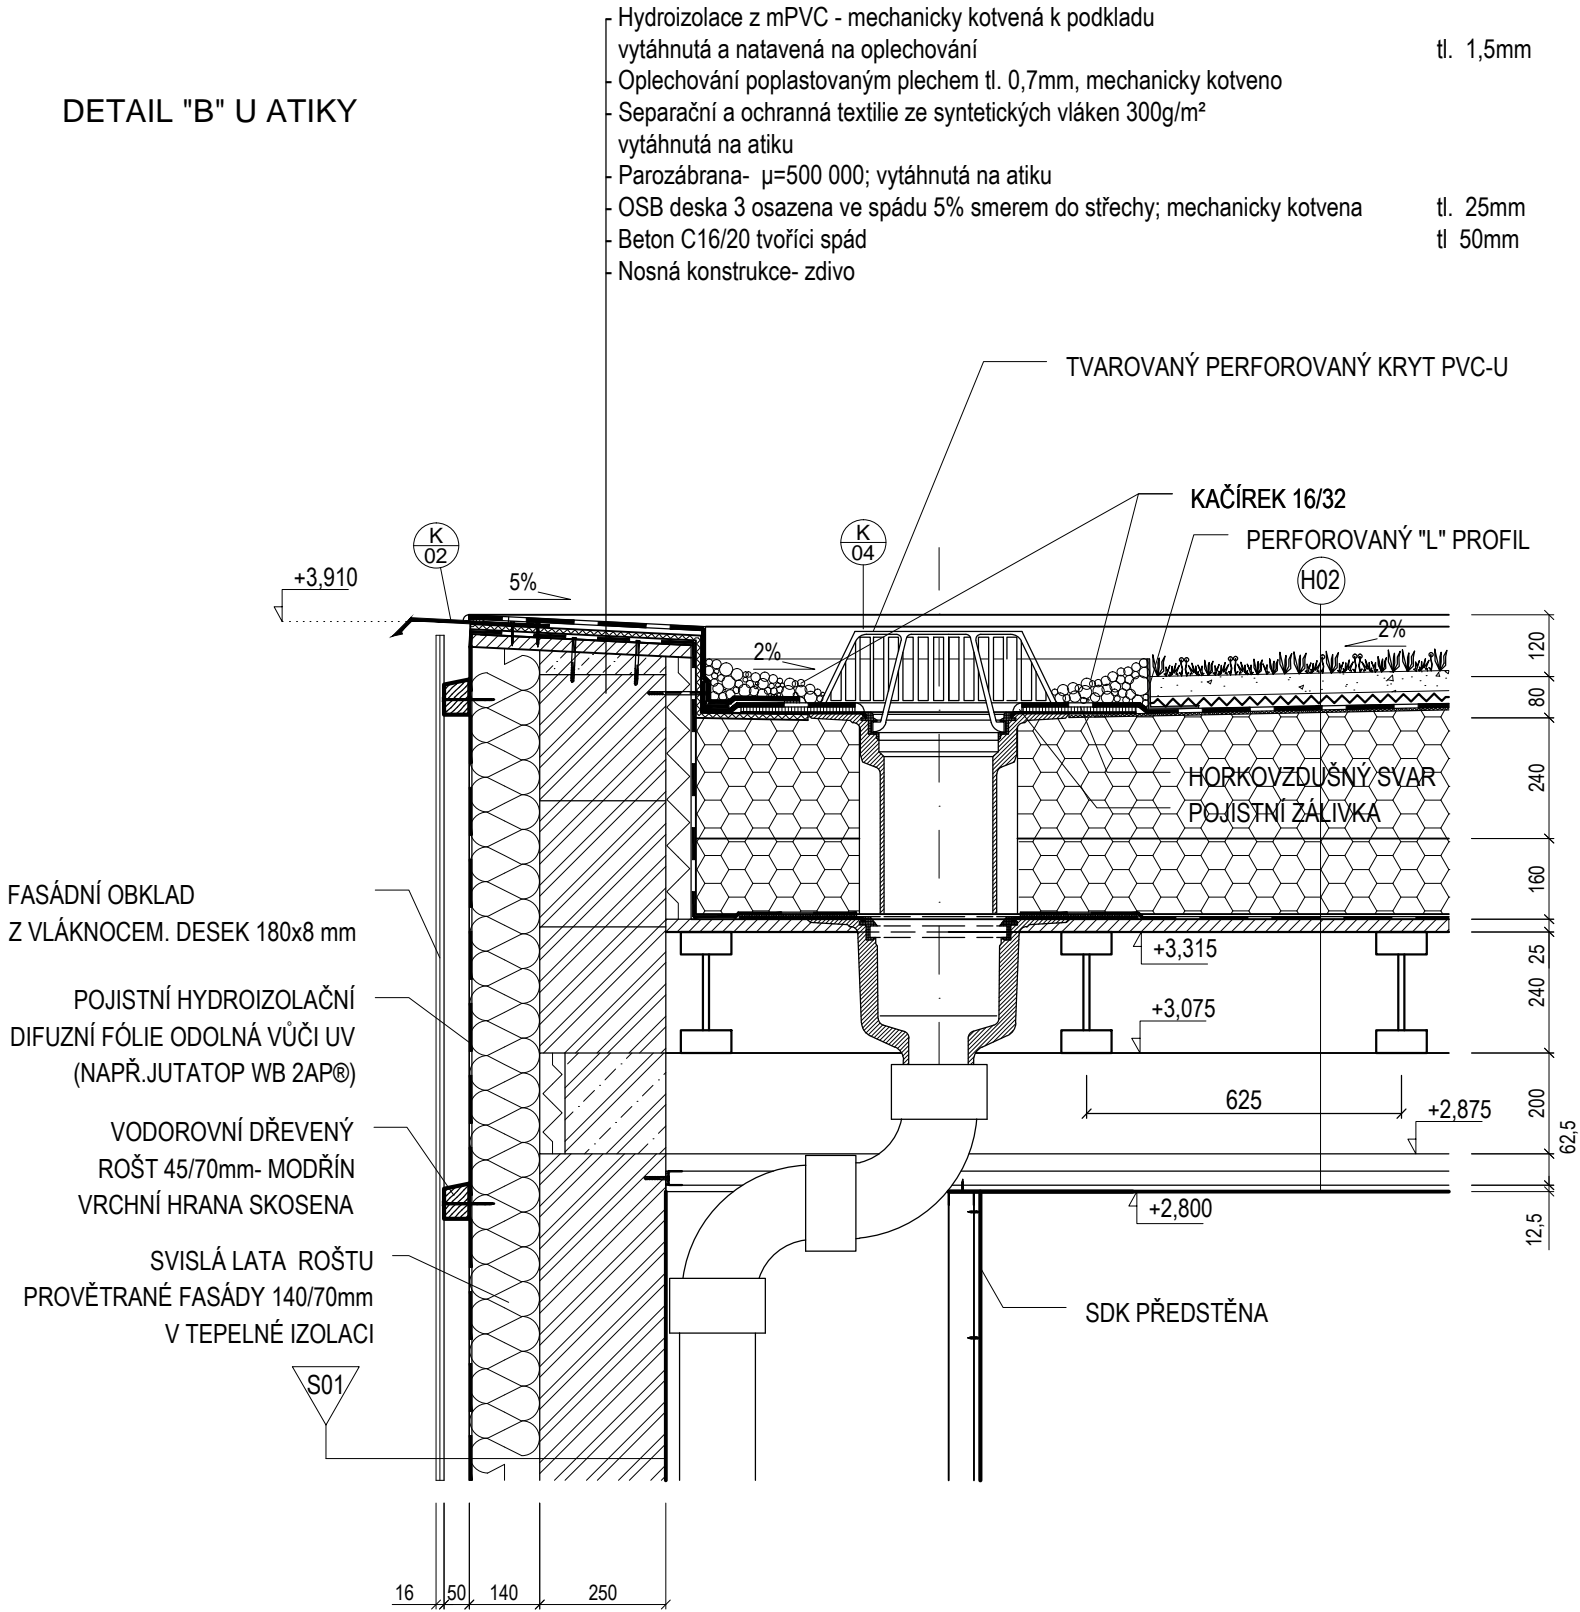 Hydroizolace z mPVC - mechanicky kotvená k podkladu
vytáhnutá a natavená na oplechování tl. 1,5mm
Oplechování poplastovaným plechem tl. 0,7mm, mechanicky kotveno
DETAIL "B" U ATIKY
Separační a ochranná textilie ze syntetických vláken 300g/m²
vytáhnutá na atiku
Parozábrana- µ=500 000; vytáhnutá na atiku
OSB deska 3 osazena ve spádu 5% smerem do střechy; mechanicky kotvena tl. 25mm
Beton C16/20 tvoříci spád tl 50mm
Nosná konstrukce- zdivo
TVAROVANÝ PERFOROVANÝ KRYT PVC-U
KAČÍREK 16/32
PERFOROVANÝ "L" PROFIL
K
02
K
04
H02
+3,910
5%
2%
2%
120
80
240
160
25
240
200
62,5
12,5
HORKOVZDUŠNÝ SVAR
POJISTNÍ ZÁLIVKA
FASÁDNÍ OBKLAD
Z VLÁKNOCEM. DESEK 180x8 mm
+3,315
POJISTNÍ HYDROIZOLAČNÍ
DIFUZNÍ FÓLIE ODOLNÁ VŮČI UV
(NAPŘ.JUTATOP WB 2AP®)
+3,075
625
+2,875
VODOROVNÍ DŘEVENÝ
ROŠT 45/70mm- MODŘÍN
VRCHNÍ HRANA SKOSENA
+2,800
SVISLÁ LATA ROŠTU
PROVĚTRANÉ FASÁDY 140/70mm
V TEPELNÉ IZOLACI
SDK PŘEDSTĚNA
S01
16 50 140 250